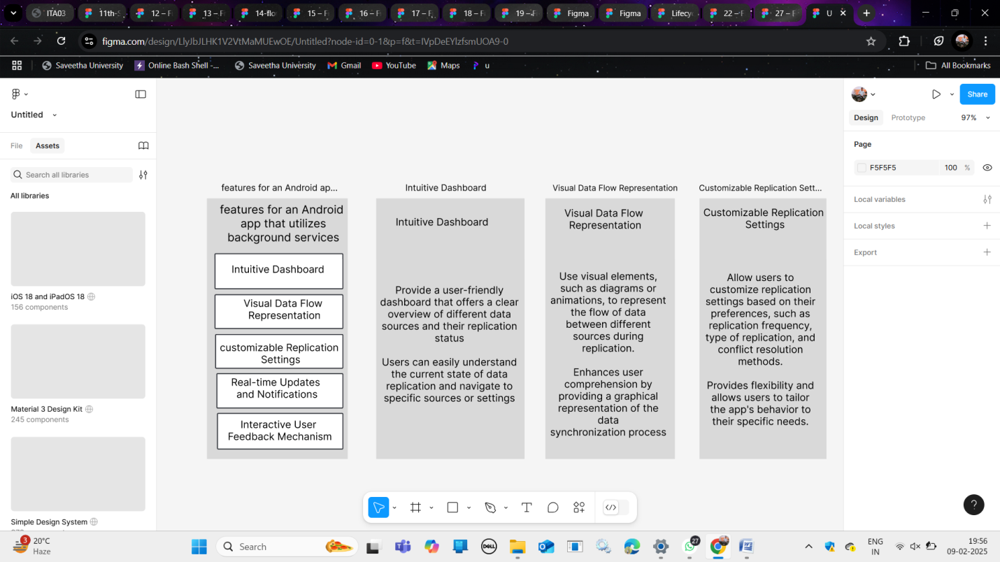 ITA03
11th-S
12 – Fi
13 – Fi
14-flo
15 – Fi
16 – Fi
17 – F
18 – Fi
19 –Fi
Figma
Figma
Lifecy
22 – F
27 – F
U
figma.com/design/LlyJbJLHK1V2VtMaMUEwOE/Untitled?node-id=0-1&p=f&t=IVpDeEYlzfsmUOA9-0
Saveetha University
Online Bash Shell -...
Saveetha University
Gmail
YouTube
Maps
u
All Bookmarks
Untitled
File
Assets
Search all libraries
All libraries
iOS 18 and iPadOS 18
156 components
Material 3 Design Kit
245 components
Simple Design System
features for an Android ap...
features for an Android
app that utilizes
background services
Intuitive Dashboard
Visual Data Flow
Representation
customizable Replication
Settings
Real-time Updates
and Notifications
Interactive User
Feedback Mechanism
Intuitive Dashboard
Intuitive Dashboard
Provide a user-friendly
dashboard that offers a clear
overview of different data
sources and their replication
status
Users can easily understand
the current state of data
replication and navigate to
specific sources or settings
Visual Data Flow Representation
Visual Data Flow
Representation
Use visual elements,
such as diagrams or
animations, to represent
the flow of data
between different
sources during
replication.
Enhances user
comprehension by
providing a graphical
representation of the
data
synchronization process
Customizable Replication Sett...
Customizable Replication
Settings
Allow users to
customize replication
settings based on their
preferences, such as
replication frequency,
type of replication, and
conflict resolution
methods.
Provides flexibility and
allows users to tailor
the app's behavior to
their specific needs.
Share
Design
Prototype
97%
Page
F5F5F5
100
%
Local variables
Local styles
Export
?
3
20°C
Haze
Search
DELL
27
ENG
IN
19:56
09-02-2025